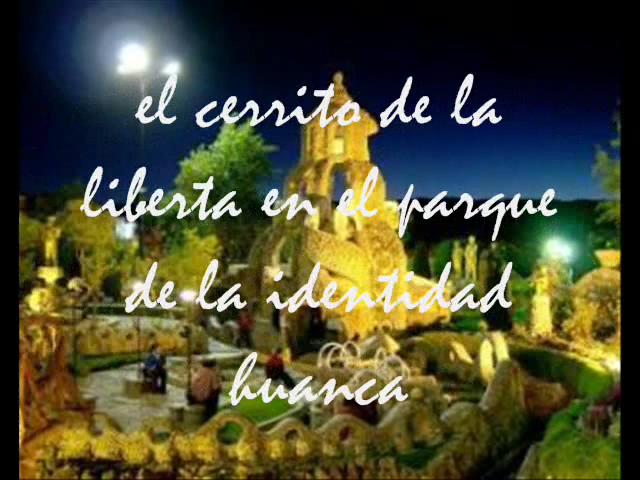 el cerrito de la
liberta en el parque
de la identidad
huanca